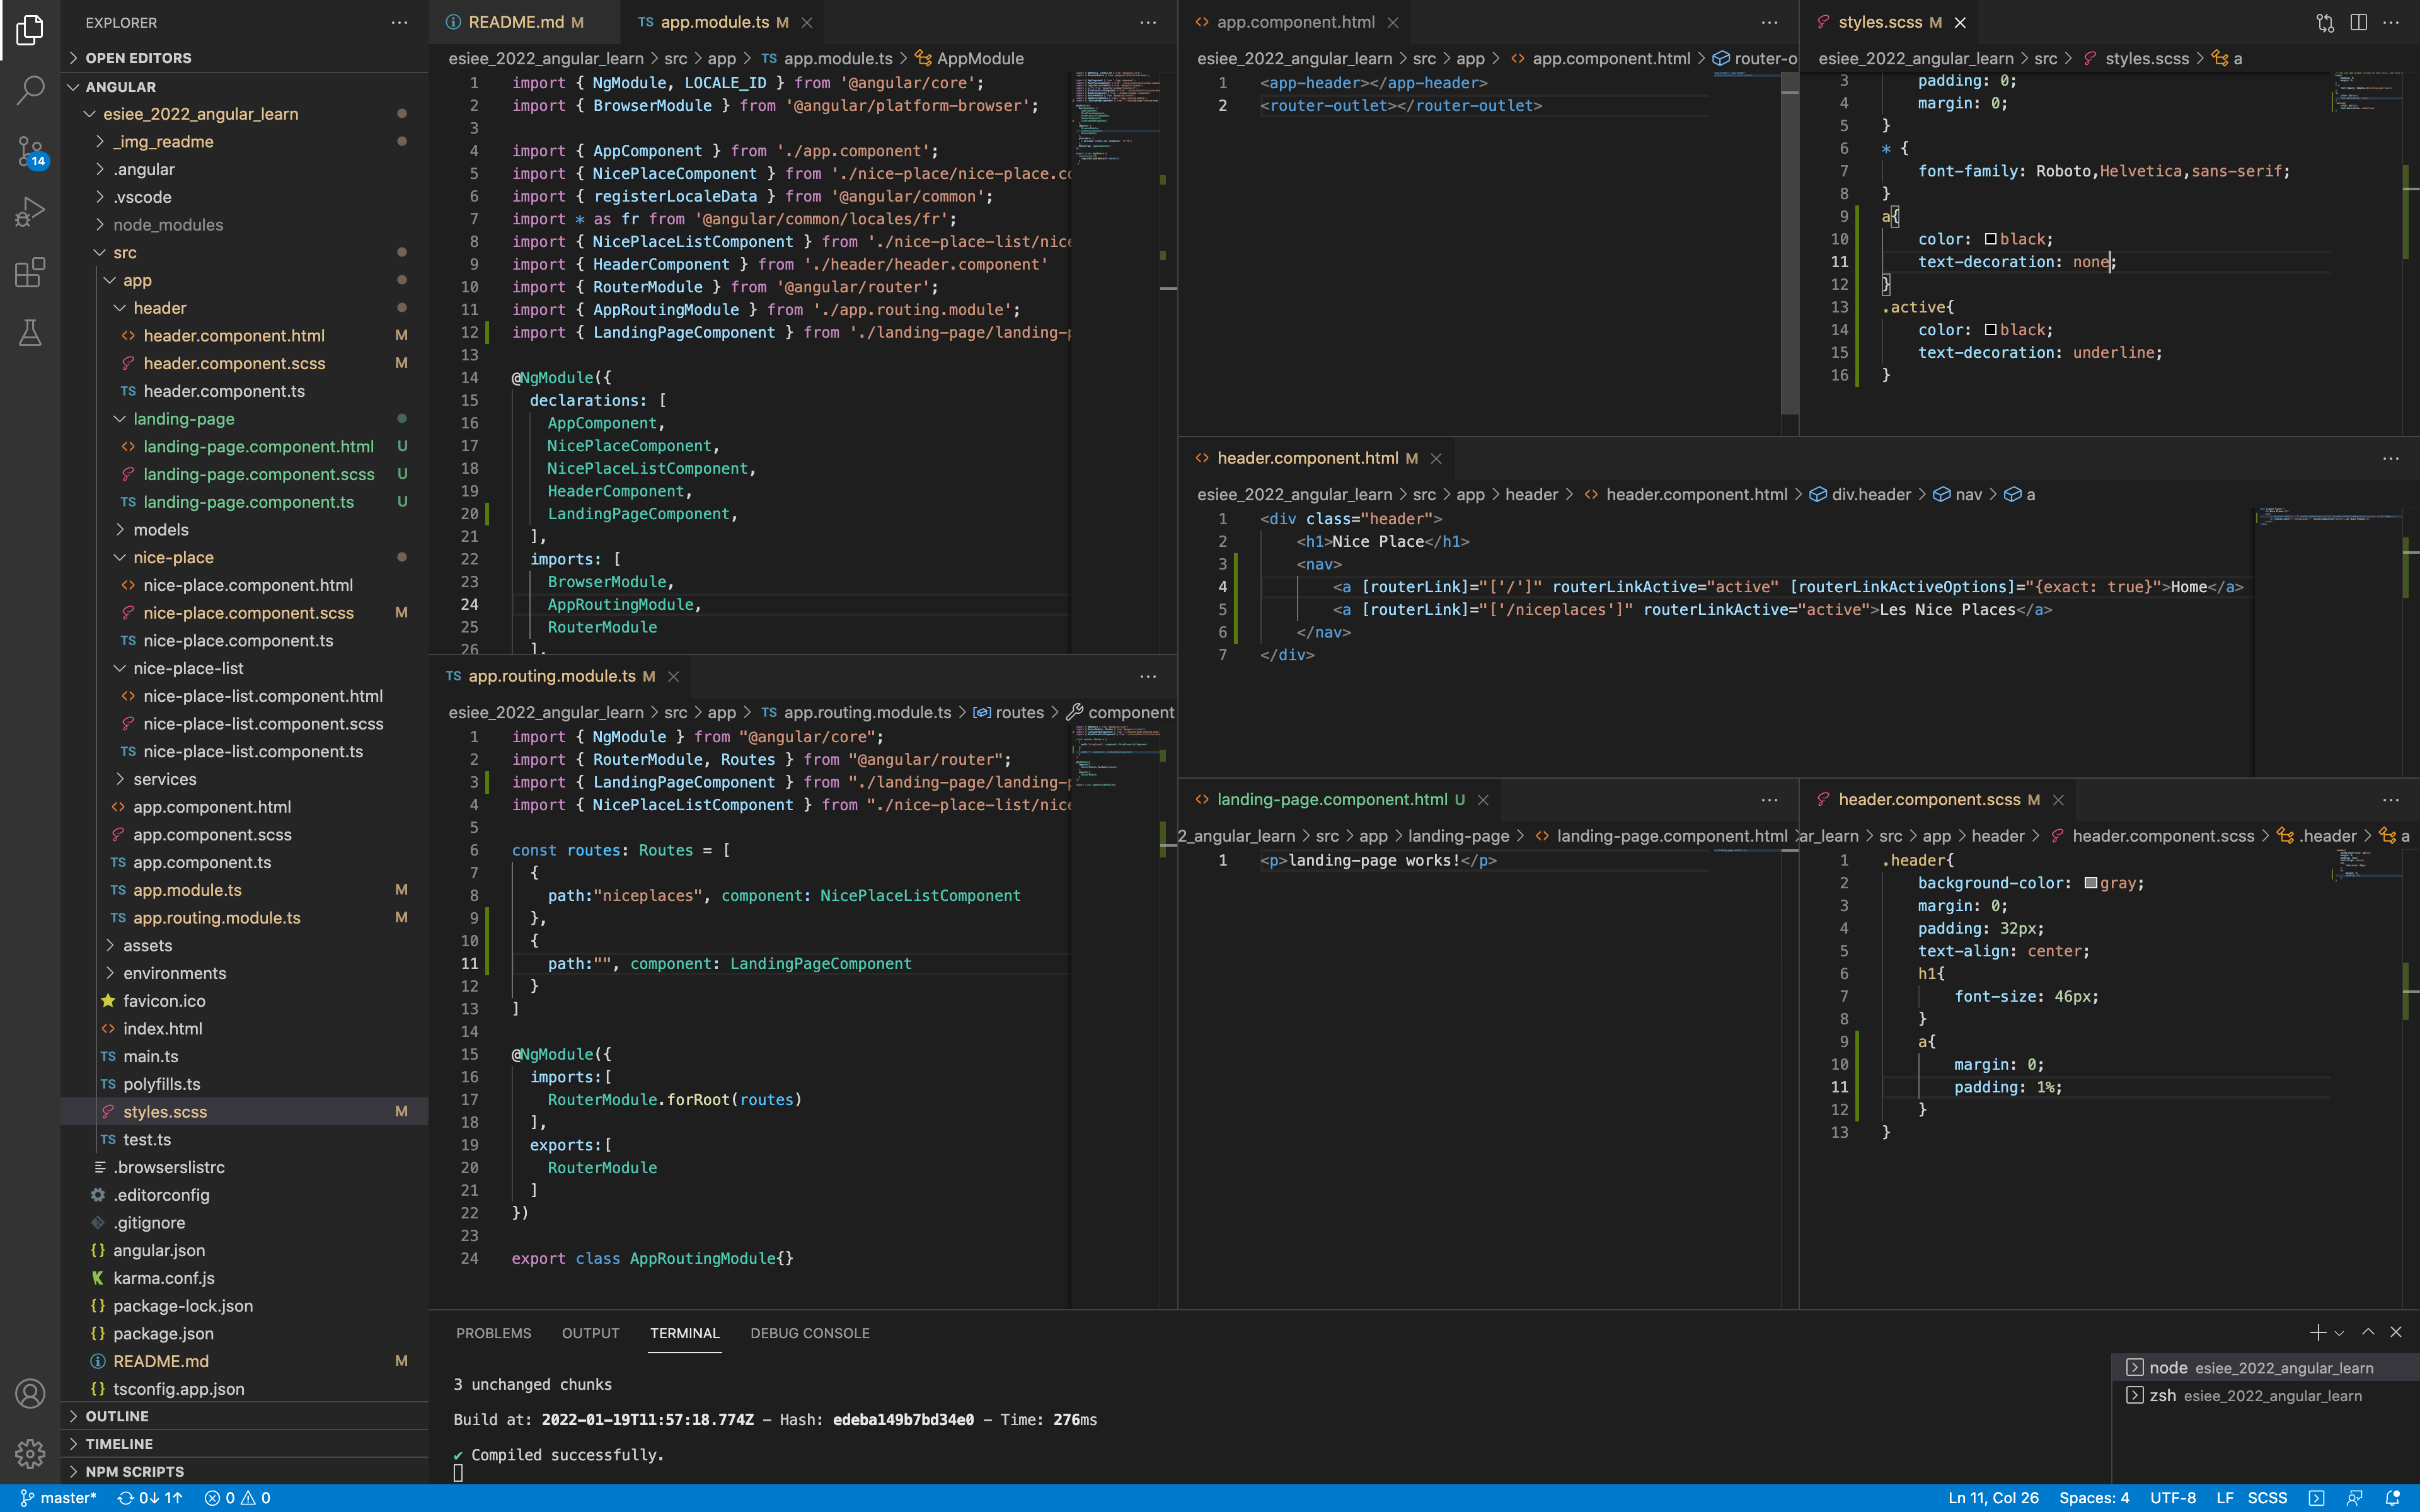 EXPLORER
OPEN EDITORS
ANGULAR
esiee_2022_angular_learn
_img_readme
.angular
.vscode
node_modules
src
app
header
header.component.html M
header.component.scss M
header.component.ts
landing-page
landing-page.component.html U
landing-page.component.scss U
landing-page.component.ts U
models
nice-place
nice-place.component.html
nice-place.component.scss M
nice-place.component.ts
nice-place-list
nice-place-list.component.html
nice-place-list.component.scss
nice-place-list.component.ts
services
app.component.html
app.component.scss
app.component.ts
app.module.ts M
app.routing.module.ts M
assets
environments
favicon.ico
index.html
main.ts
polyfills.ts
styles.scss M
test.ts
.browserslistrc
.editorconfig
.gitignore
angular.json
karma.conf.js
package-lock.json
package.json
README.md M
tsconfig.app.json
OUTLINE
TIMELINE
NPM SCRIPTS
14
README.md M
TS app.module.ts M
esiee_2022_angular_learn > src > app > TS app.module.ts > AppModule
1 import { NgModule, LOCALE_ID } from '@angular/core';
2 import { BrowserModule } from '@angular/platform-browser';
3
4 import { AppComponent } from './app.component';
5 import { NicePlaceComponent } from './nice-place/nice-place.co
6 import { registerLocaleData } from '@angular/common';
7 import * as fr from '@angular/common/locales/fr';
8 import { NicePlaceListComponent } from './nice-place-list/nice
9 import { HeaderComponent } from './header/header.component'
10 import { RouterModule } from '@angular/router';
11 import { AppRoutingModule } from './app.routing.module';
12 import { LandingPageComponent } from './landing-page/landing-p
13
14 @NgModule({
15 declarations: [
16 AppComponent,
17 NicePlaceComponent,
18 NicePlaceListComponent,
19 HeaderComponent,
20 LandingPageComponent,
21 ],
22 imports: [
23 BrowserModule,
24 AppRoutingModule,
25 RouterModule
26 ],
TS app.routing.module.ts M
esiee_2022_angular_learn > src > app > TS app.routing.module.ts > routes > component
1 import { NgModule } from "@angular/core";
2 import { RouterModule, Routes } from "@angular/router";
3 import { LandingPageComponent } from "./landing-page/landing-p
4 import { NicePlaceListComponent } from "./nice-place-list/nice
5
6 const routes: Routes = [
7 {
8 path:"niceplaces", component: NicePlaceListComponent
9 },
10 {
11 path:"", component: LandingPageComponent
12 }
13 ]
14
15 @NgModule({
16 imports:[
17 RouterModule.forRoot(routes)
18 ],
19 exports:[
20 RouterModule
21 ]
22 })
23
24 export class AppRoutingModule{}
app.component.html
esiee_2022_angular_learn > src > app > app.component.html > router-o
1 <app-header></app-header>
2 <router-outlet></router-outlet>
styles.scss M
esiee_2022_angular_learn > src > styles.scss > a
3 padding: 0;
4 margin: 0;
5 }
6 * {
7 font-family: Roboto,Helvetica,sans-serif;
8 }
9 a{
10 color: black;
11 text-decoration: none;
12 }
13 .active{
14 color: black;
15 text-decoration: underline;
16 }
header.component.html M
esiee_2022_angular_learn > src > app > header > header.component.html > div.header > nav > a
1 <div class="header">
2 <h1>Nice Place</h1>
3 <nav>
4 <a [routerLink]="['/']" routerLinkActive="active" [routerLinkActiveOptions]="{exact: true}">Home</a>
5 <a [routerLink]="['/niceplaces']" routerLinkActive="active">Les Nice Places</a>
6 </nav>
7 </div>
landing-page.component.html U
2_angular_learn > src > app > landing-page > landing-page.component.html >
1 <p>landing-page works!</p>
header.component.scss M
ar_learn > src > app > header > header.component.scss > .header > a
1 .header{
2 background-color: gray;
3 margin: 0;
4 padding: 32px;
5 text-align: center;
6 h1{
7 font-size: 46px;
8 }
9 a{
10 margin: 0;
11 padding: 1%;
12 }
13 }
PROBLEMS OUTPUT TERMINAL DEBUG CONSOLE
3 unchanged chunks
Build at: 2022-01-19T11:57:18.774Z - Hash: edeba149b7bd34e0 - Time: 276ms
✔ Compiled successfully.
node esiee_2022_angular_learn
zsh esiee_2022_angular_learn
master* 0↓ 1↑ 0 0
Ln 11, Col 26 Spaces: 4 UTF-8 LF SCSS